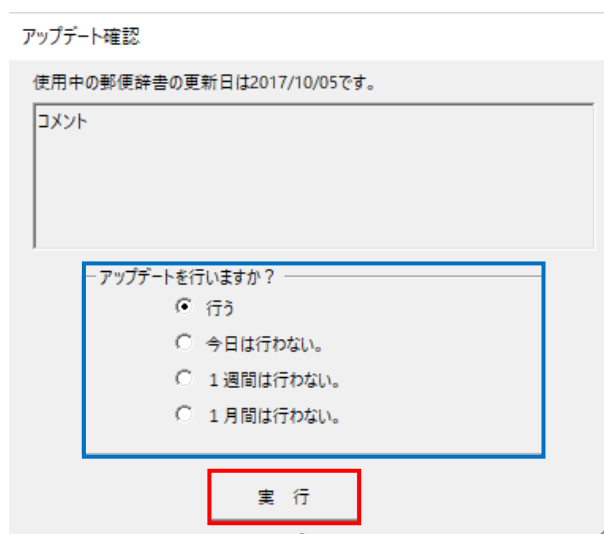 アップデート確認
使用中の郵便辞書の更新日は2017/10/05です。
コメント
アップデートを行いますか？
行う
今日は行わない。
１週間は行わない。
１月間は行わない。
実　行